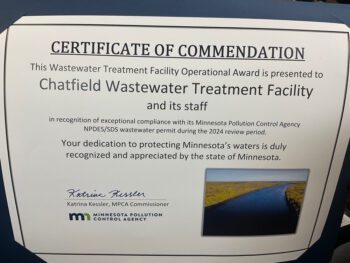 CERTIFICATE OF COMMENDATION
This Wastewater Treatment Facility Operational Award is presented to
Chatfield Wastewater Treatment Facility
and its staff
in recognition of exceptional compliance with its Minnesota Pollution Control Agency
NPDES/SDS wastewater permit during the 2024 review period.
Your dedication to protecting Minnesota's waters is duly
recognized and appreciated by the state of Minnesota.
Katrina Kessler
Katrina Kessler, MPCA Commissioner
mn MINNESOTA POLLUTION
CONTROL AGENCY